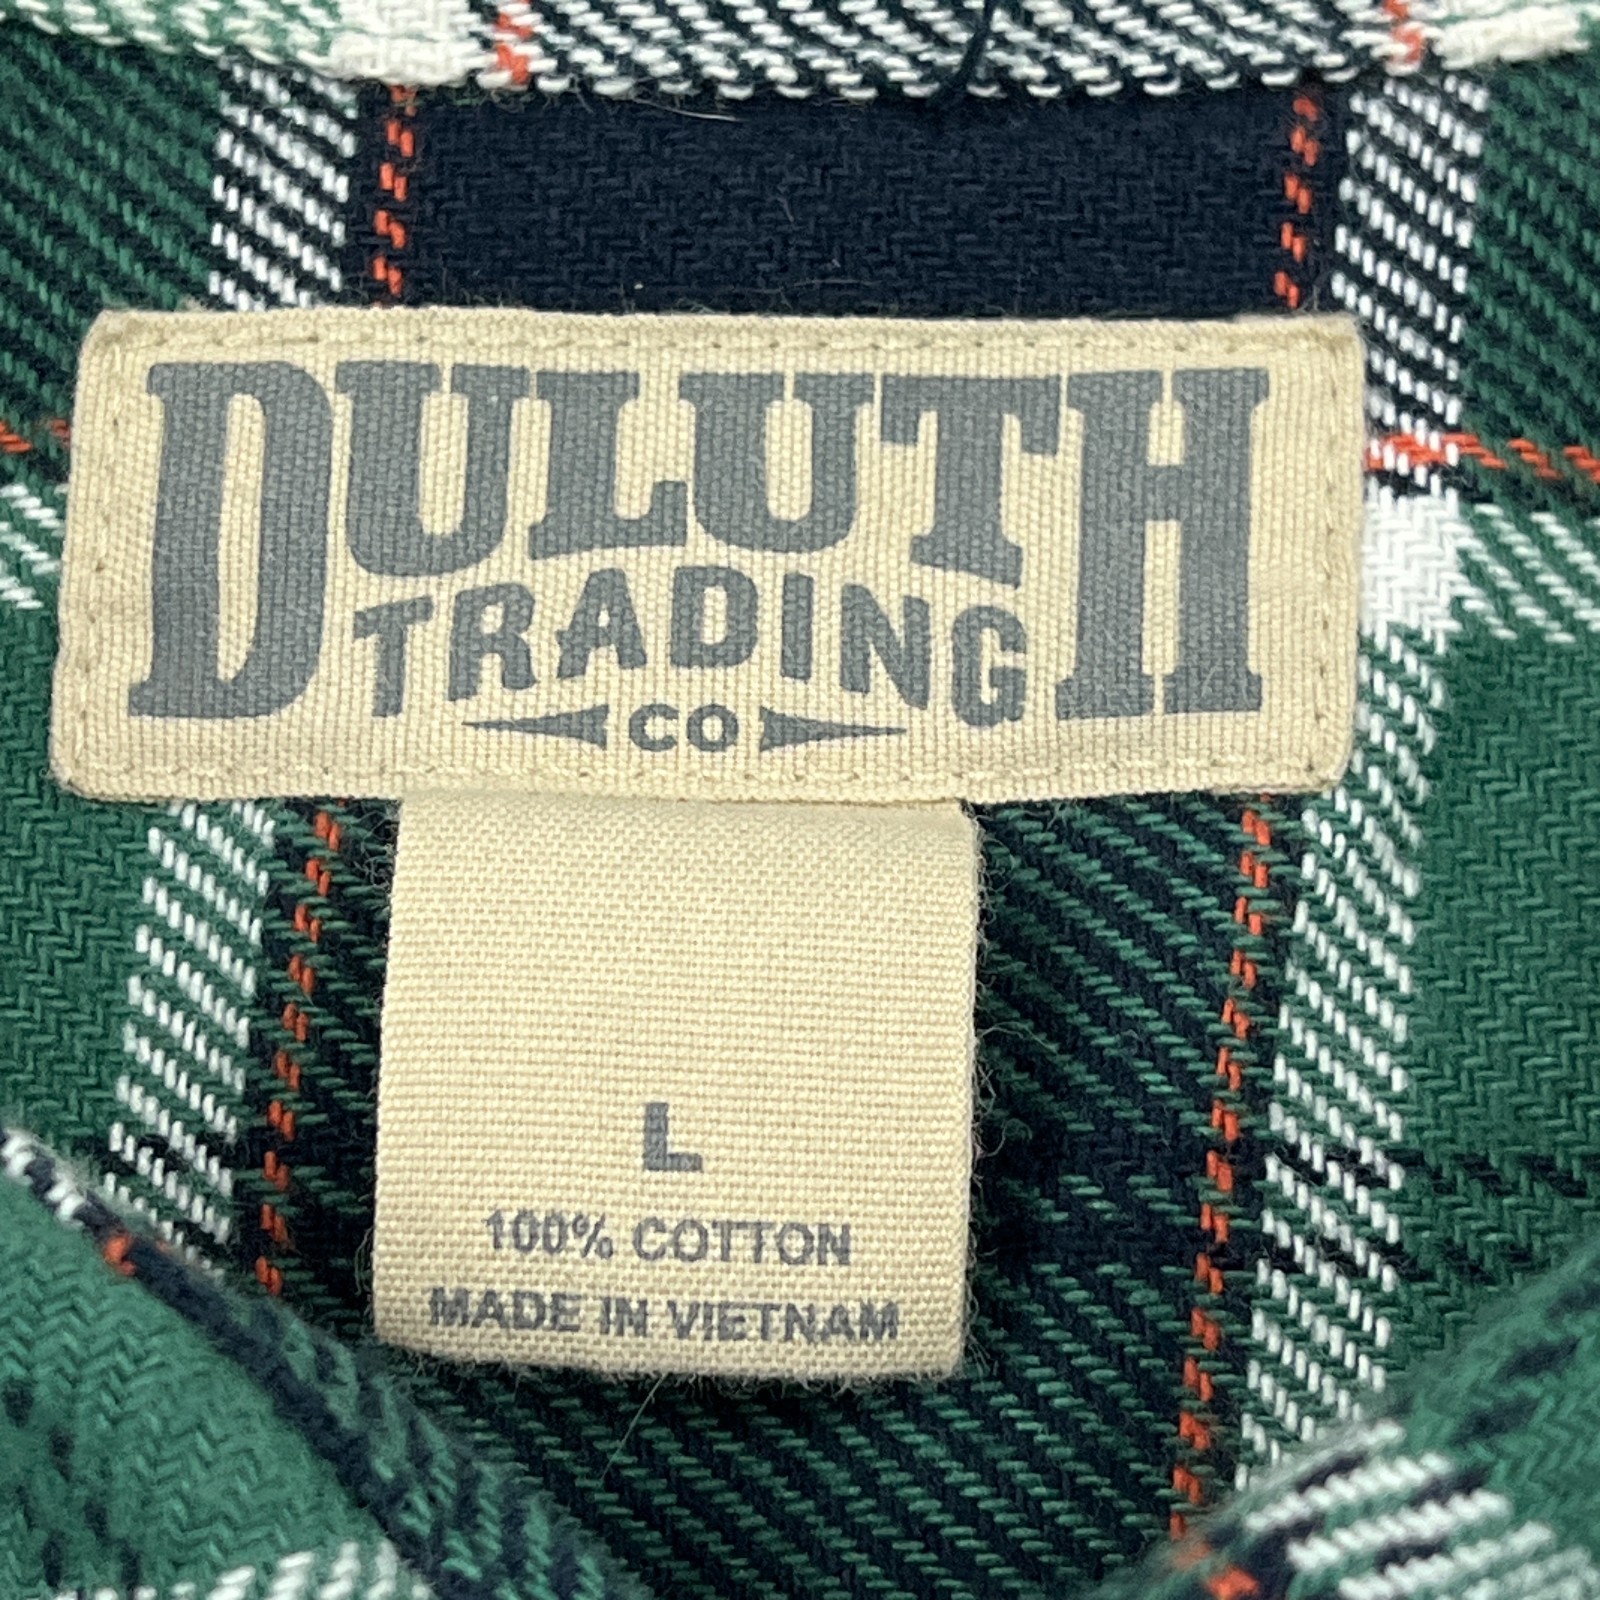 DULUTH
TRADING
CO
L
100% COTTON
MADE IN VIETNAM